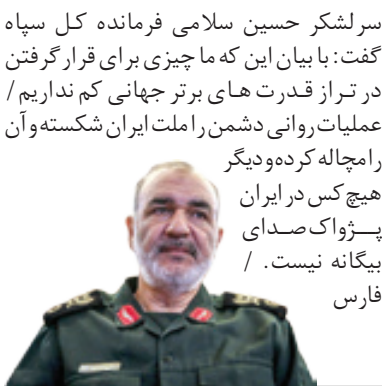 سرلشکر حسین سلامی فرمانده کل سپاه
گفت: با بیان این که ما چیزی برای قرار گرفتن
در تراز قدرت های برتر جهانی کم نداریم /
عملیات روانی دشمن را ملت ایران شکسته و آن
را مچاله کرده و دیگر
هیچ کس در ایران
پژواک صدای
بیگانه نیست. /
فارس